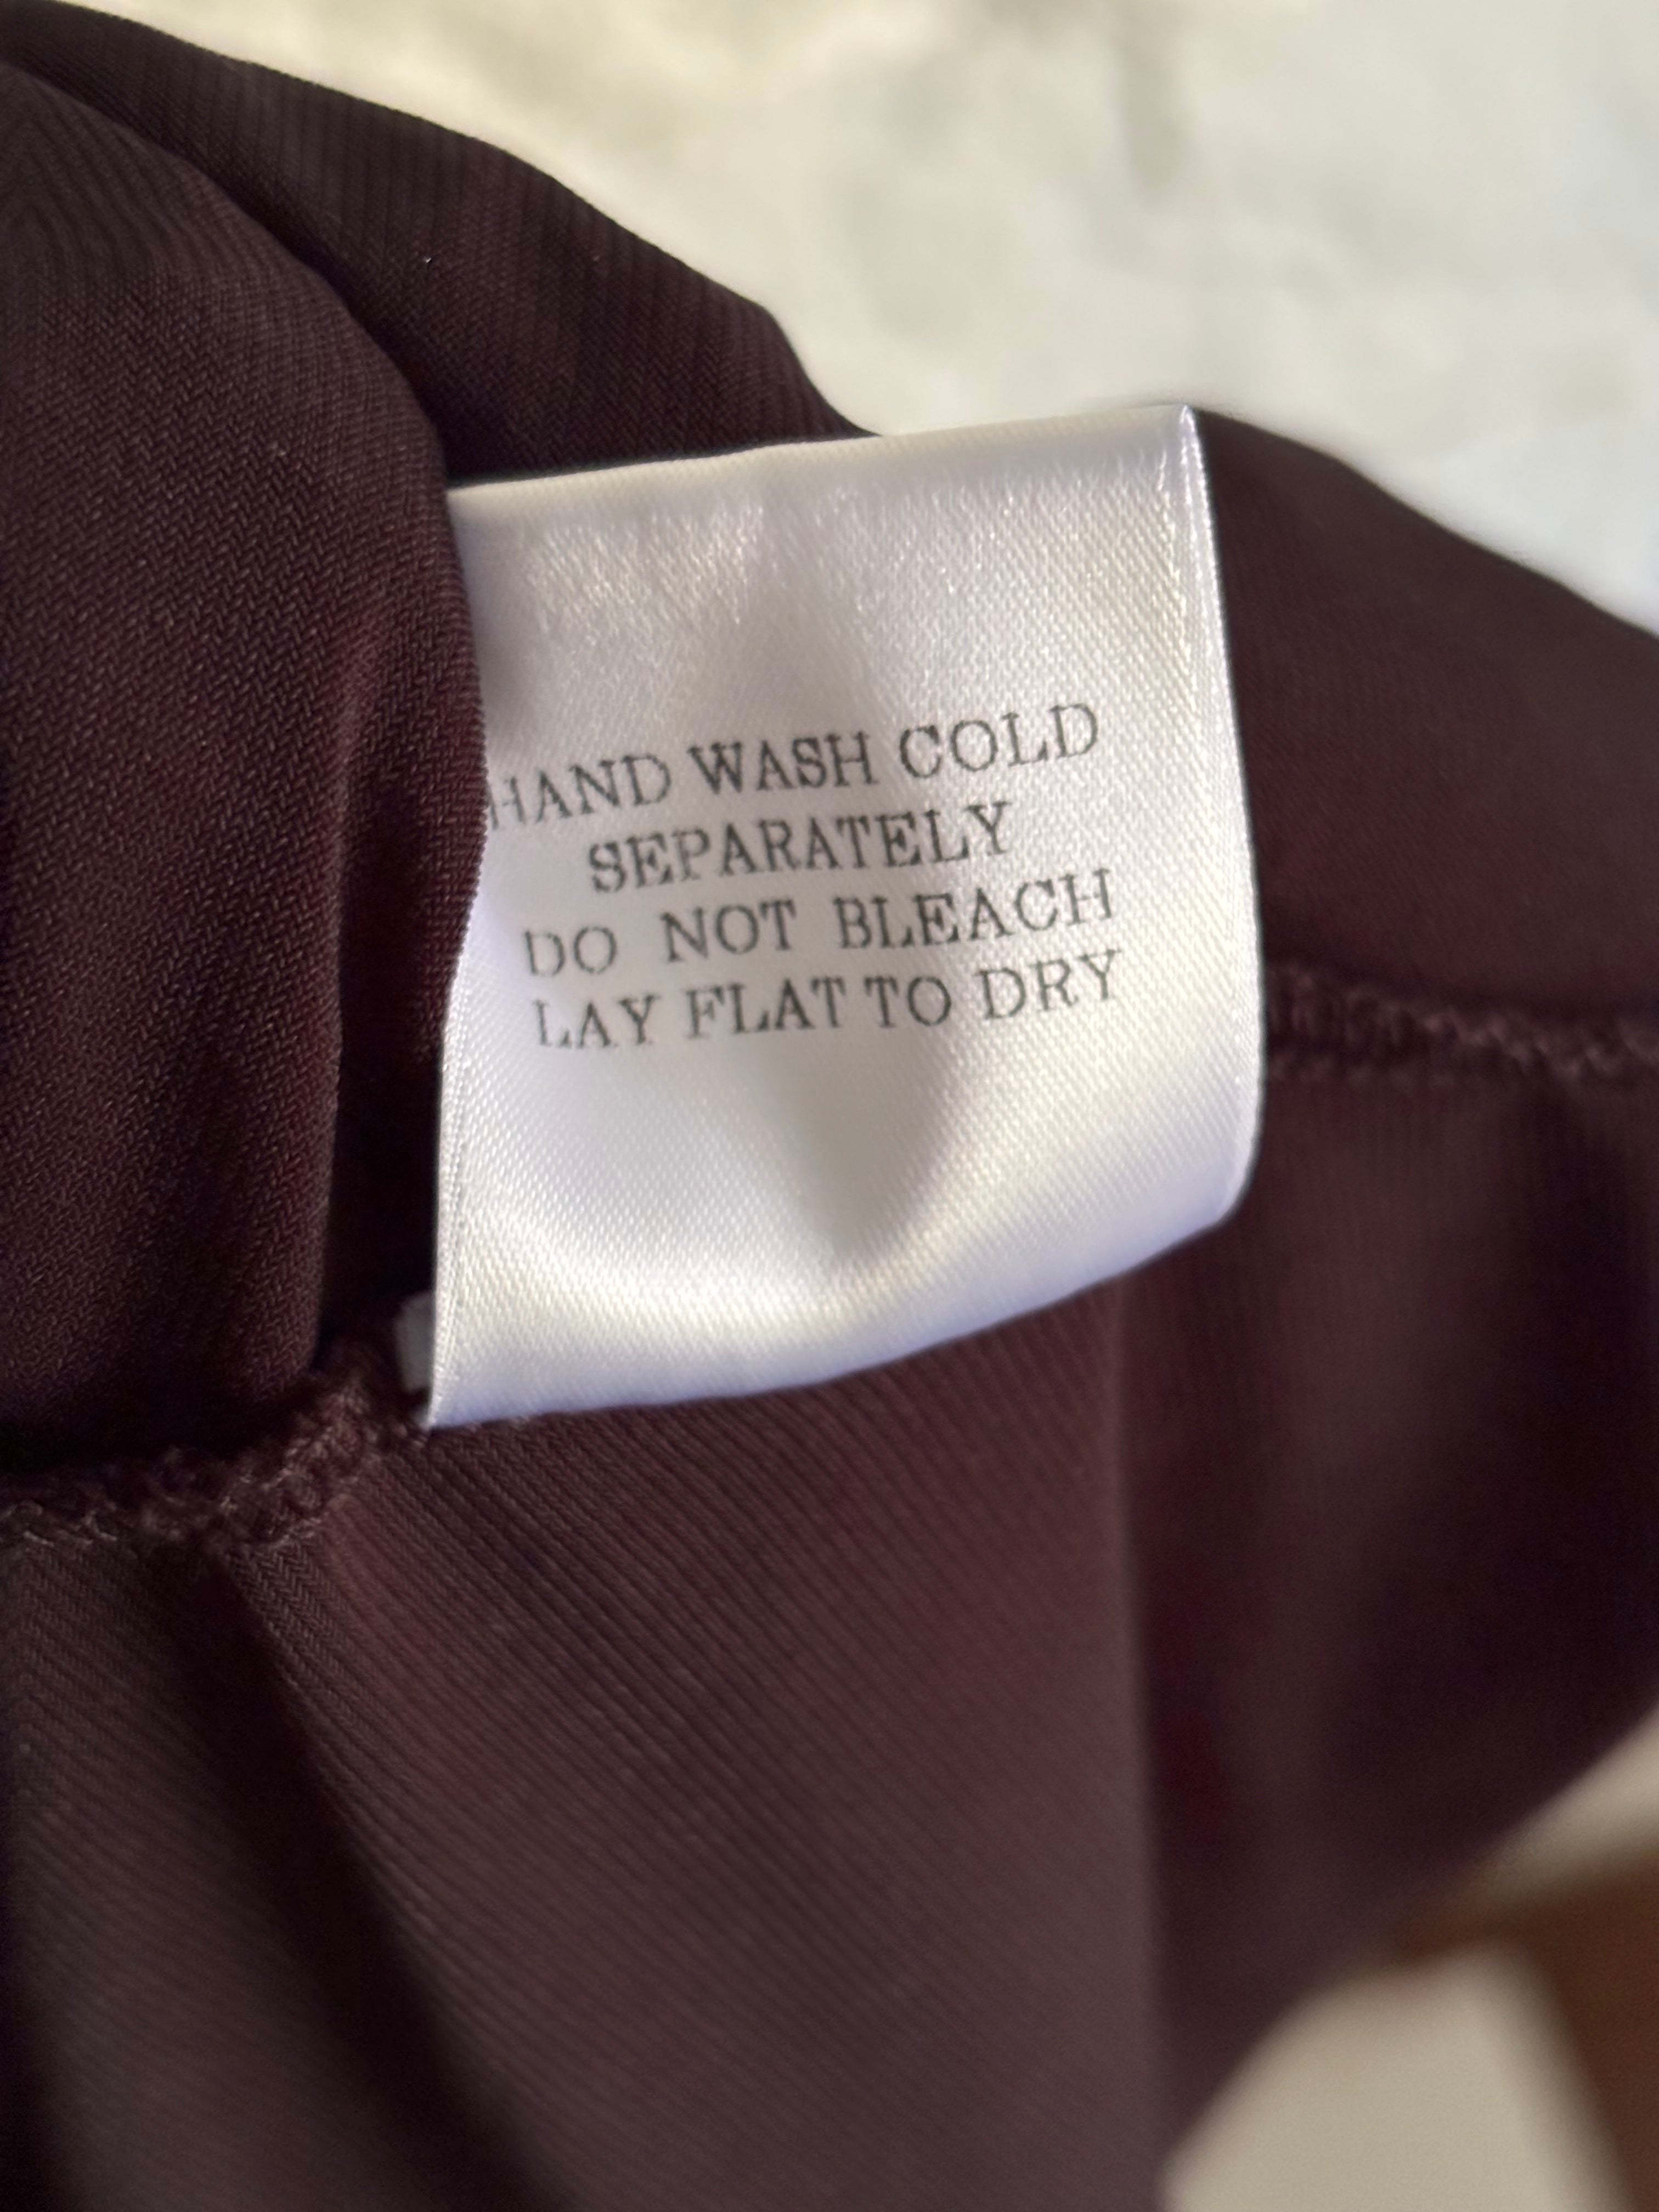 HAND WASH COLD
SEPARATELY
DO NOT BLEACH
LAY FLAT TO DRY